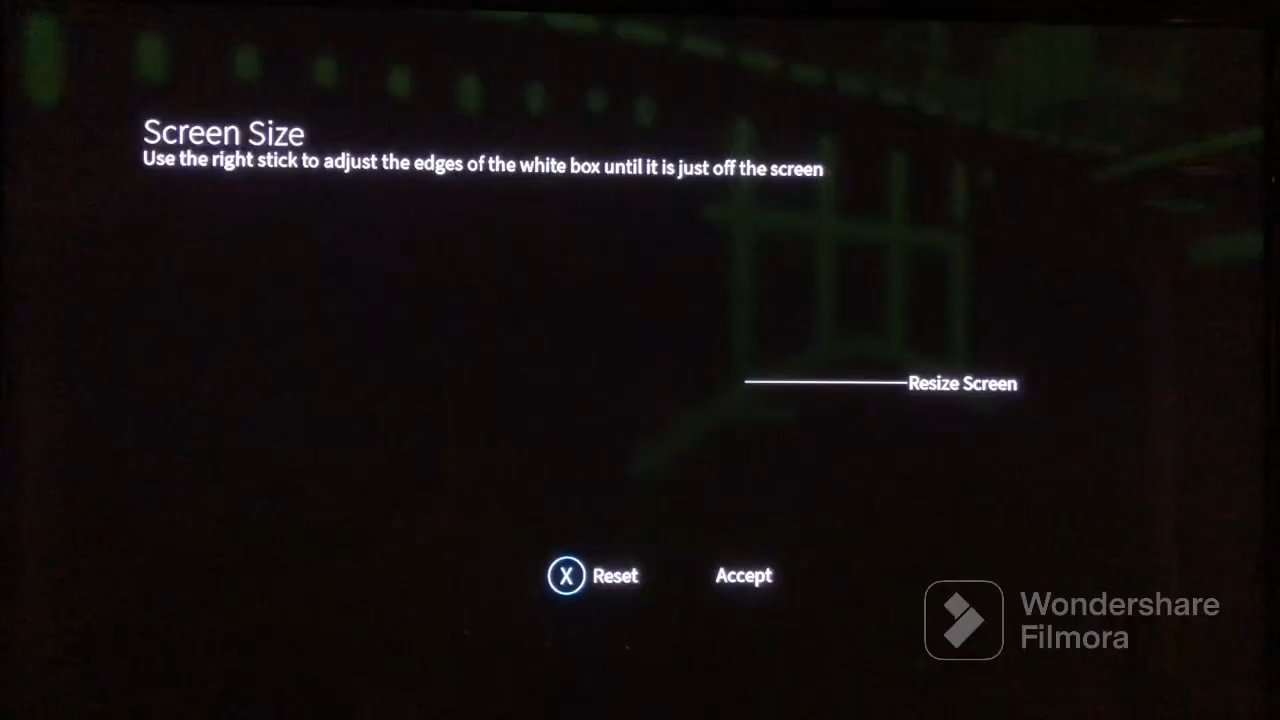 Screen Size
Use the right stick to adjust the edges of the white box until it is just off the screen
Resize Screen
X Reset Accept
Wondershare
Filmora